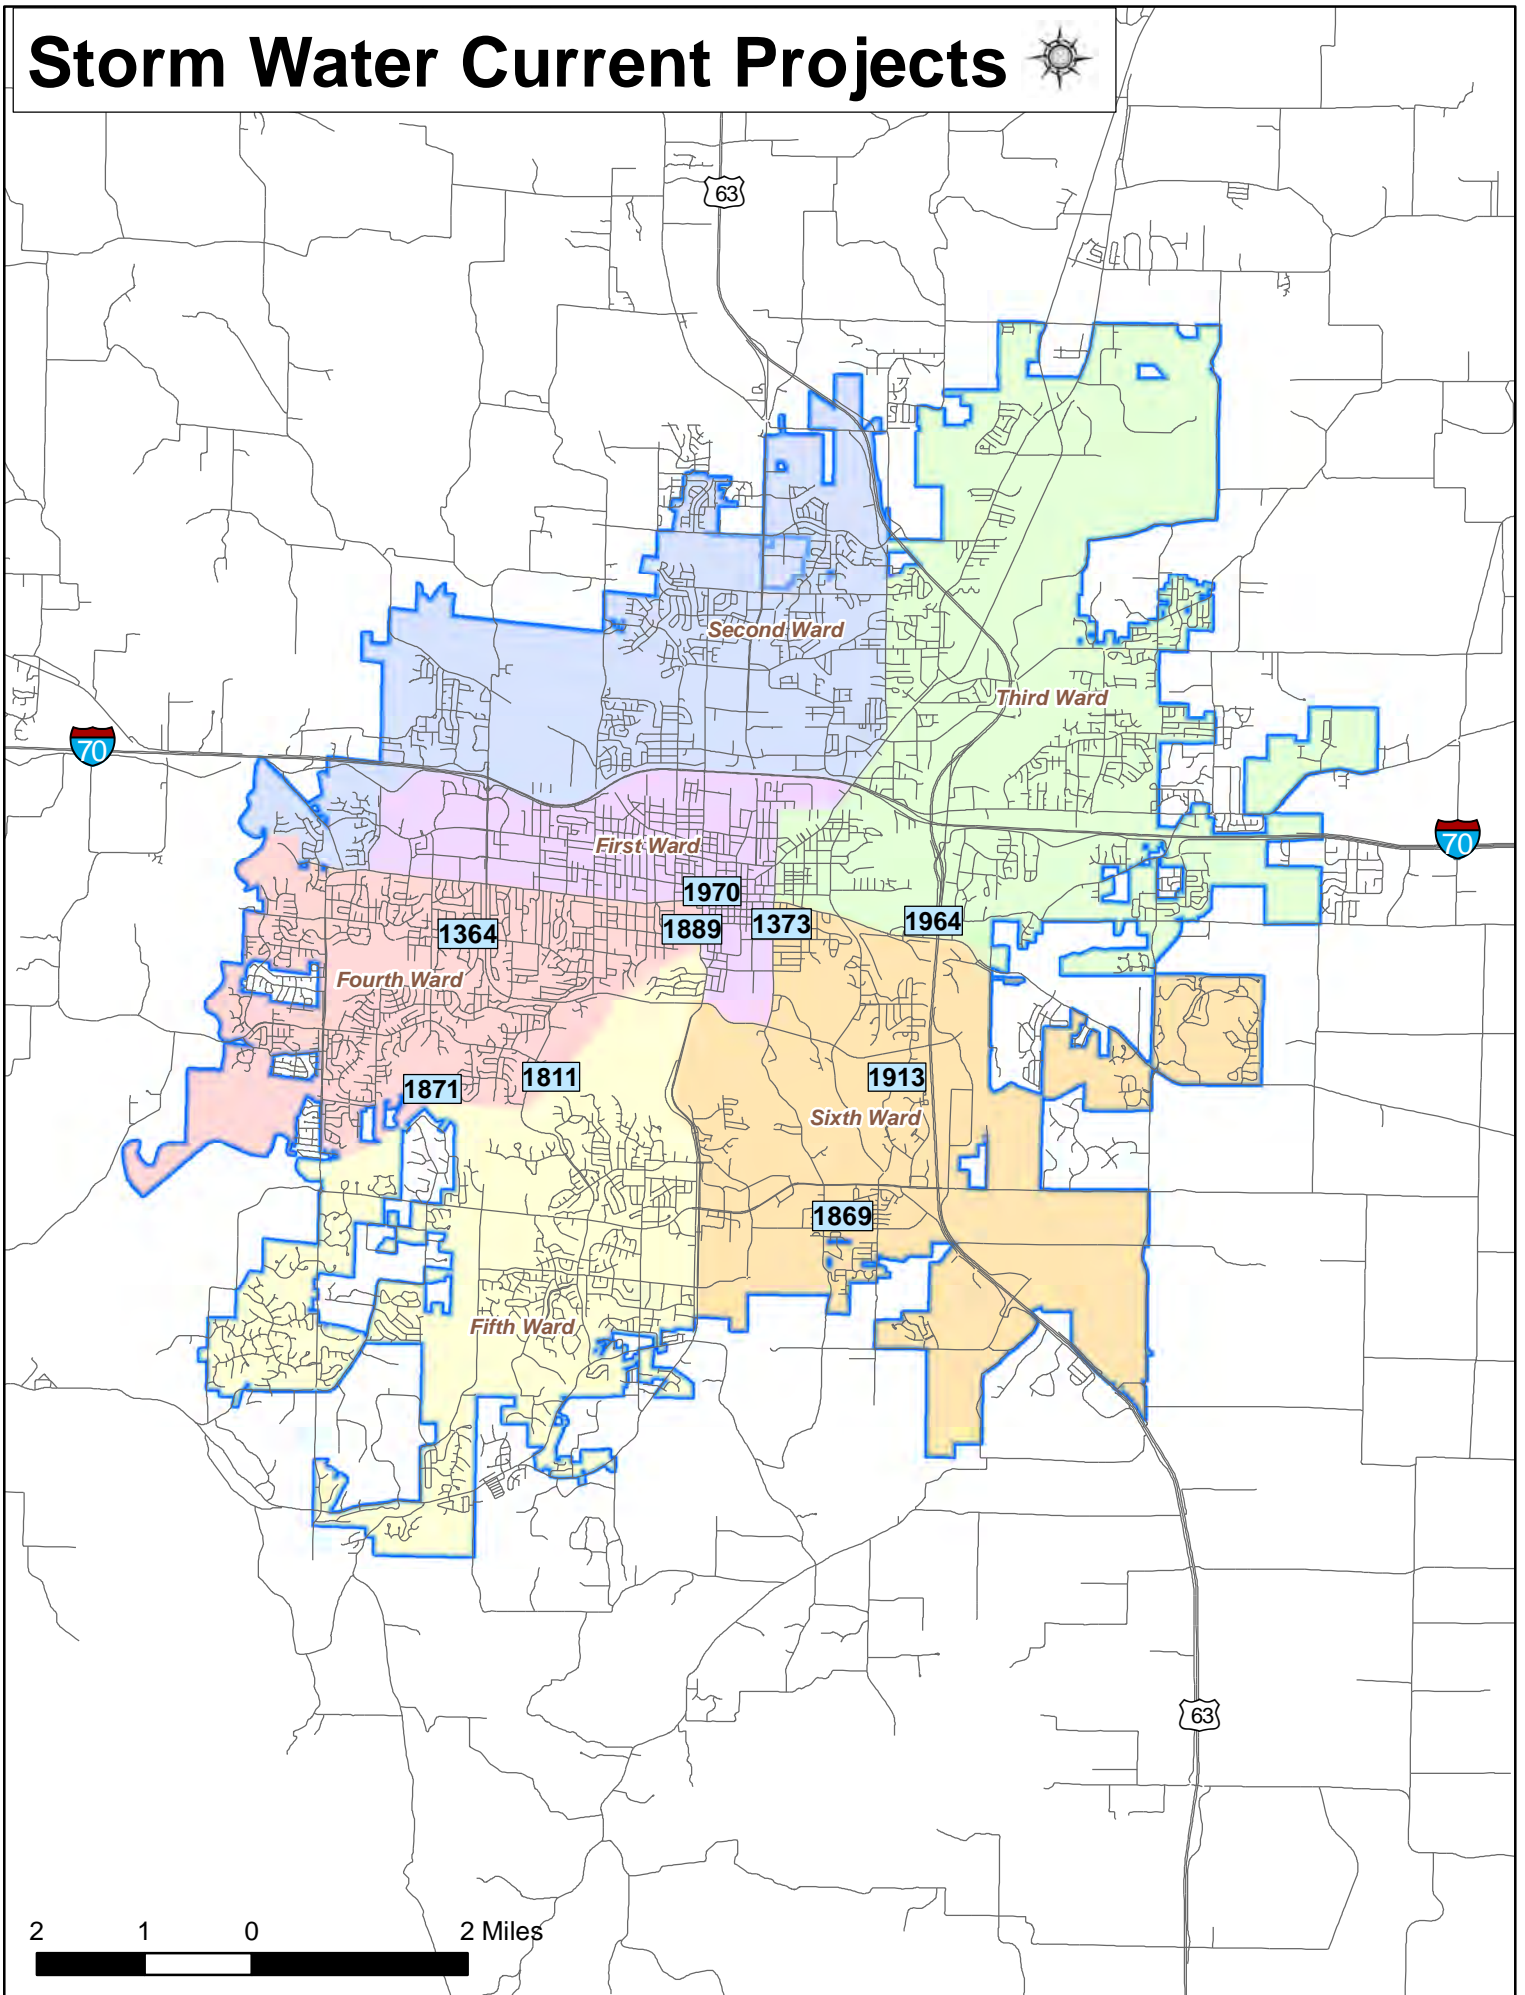 Storm Water Current Projects
63
Second Ward
Third Ward
70
First Ward
70
1970
1364
1889
1373
1964
Fourth Ward
1871
1811
1913
Sixth Ward
1869
Fifth Ward
63
2 1 0 2 Miles